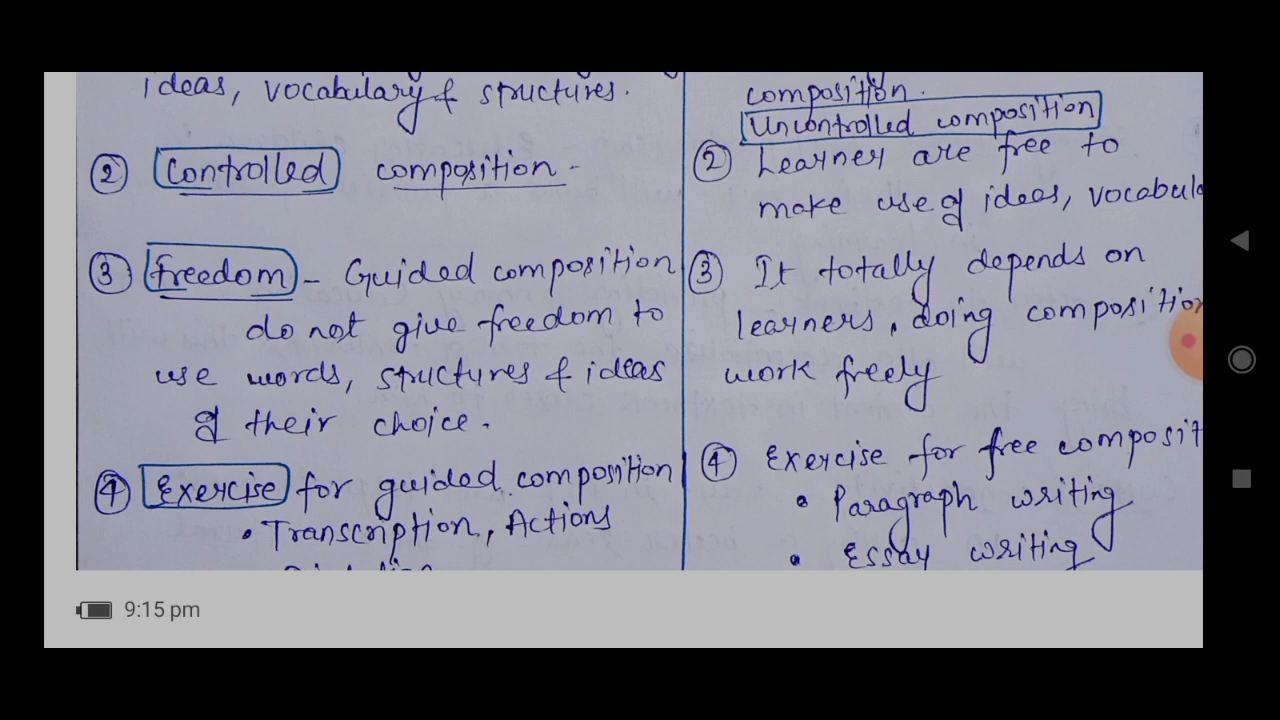 ideas, vocabulary & structures.
② Controlled composition -
③ Freedom - Guided composition
do not give freedom to
use words, structures & ideas
of their choice.
④ Exercise for guided composition
• Transcription, Actions
composition.
Uncontrolled composition
② Learner are free to
make use of ideas,
③ It totally depends on
learners, doing composition
work freely
④ Exercise for free
• Paragraph writing
• Essay writing
9:15 pm